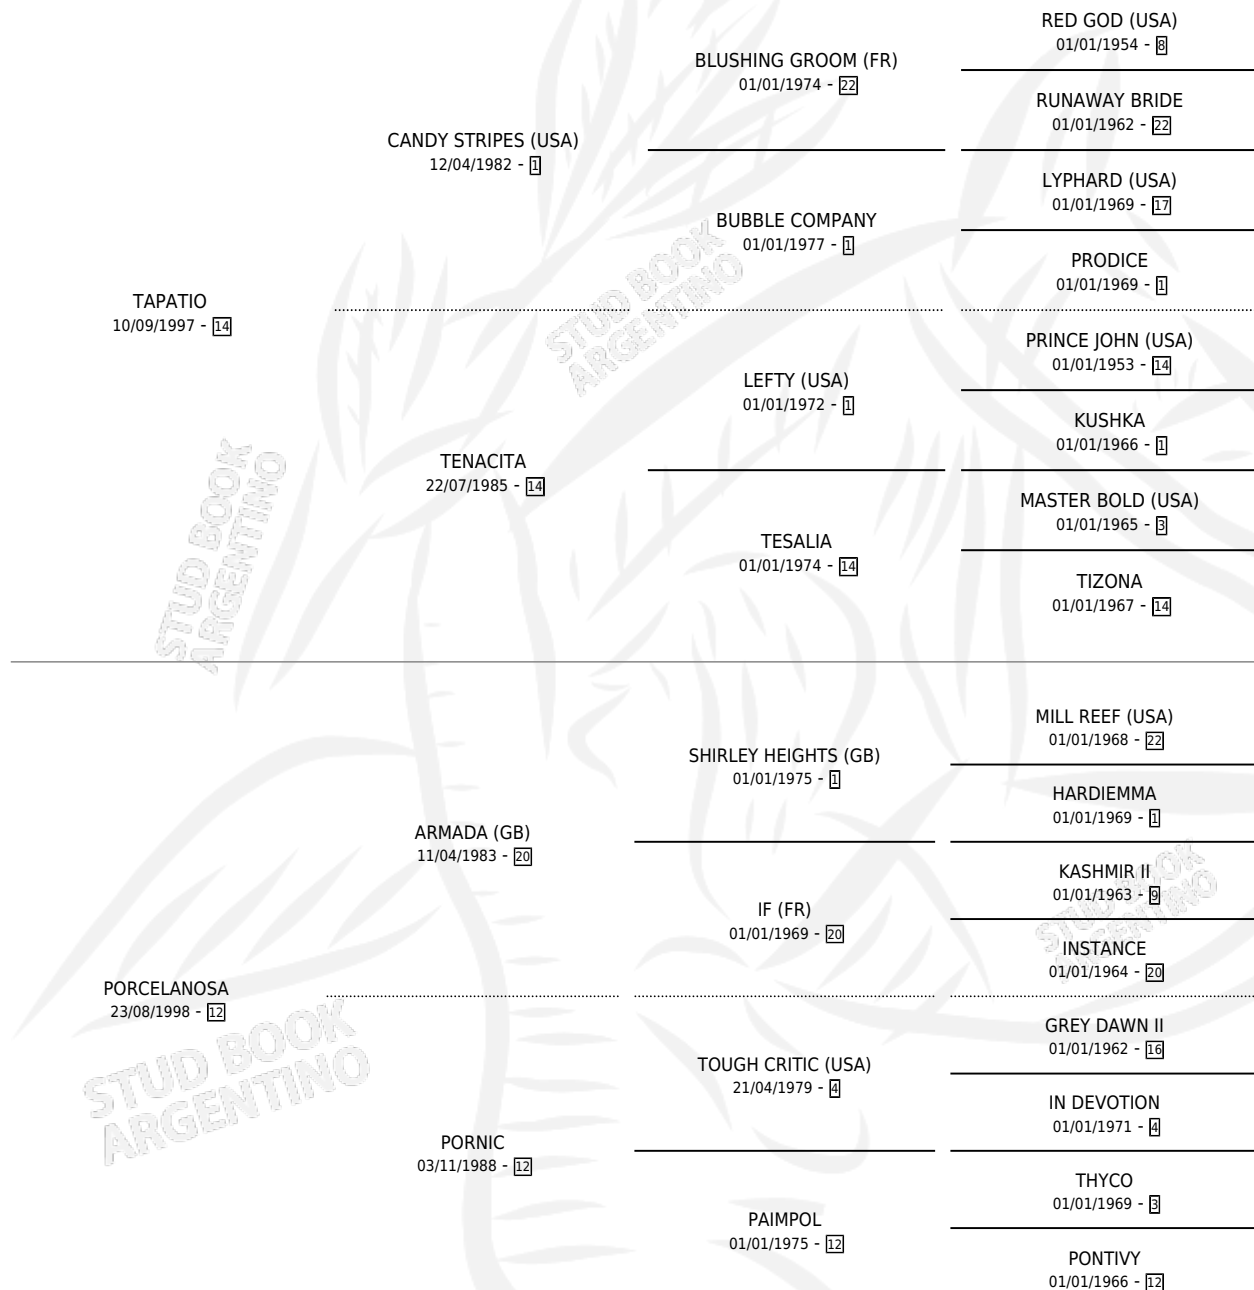 RED GOD (USA)
01/01/1954 - 8
BLUSHING GROOM (FR)
01/01/1974 - 22
RUNAWAY BRIDE
01/01/1962 - 22
CANDY STRIPES (USA)
12/04/1982 - 1
LYPHARD (USA)
01/01/1969 - 17
BUBBLE COMPANY
01/01/1977 - 1
PRODICE
01/01/1969 - 1
TAPATIO
10/09/1997 - 14
PRINCE JOHN (USA)
01/01/1953 - 14
LEFTY (USA)
01/01/1972 - 1
KUSHKA
01/01/1966 - 1
TENACITA
22/07/1985 - 14
MASTER BOLD (USA)
01/01/1965 - 3
TESALIA
01/01/1974 - 14
TIZONA
01/01/1967 - 14
MILL REEF (USA)
01/01/1968 - 22
SHIRLEY HEIGHTS (GB)
01/01/1975 - 1
HARDIEMMA
01/01/1969 - 1
ARMADA (GB)
11/04/1983 - 20
KASHMIR II
01/01/1963 - 9
IF (FR)
01/01/1969 - 20
INSTANCE
01/01/1964 - 20
PORCELANOSA
23/08/1998 - 12
GREY DAWN II
01/01/1962 - 16
TOUGH CRITIC (USA)
21/04/1979 - 4
IN DEVOTION
01/01/1971 - 4
PORNIC
03/11/1988 - 12
THYCO
01/01/1969 - 3
PAIMPOL
01/01/1975 - 12
PONTIVY
01/01/1966 - 12
STUD BOOK
ARGENTINO
STUD BOOK
ARGENTINO
STUD BOOK
ARGENTINO
STUD BOOK
ARGENTINO